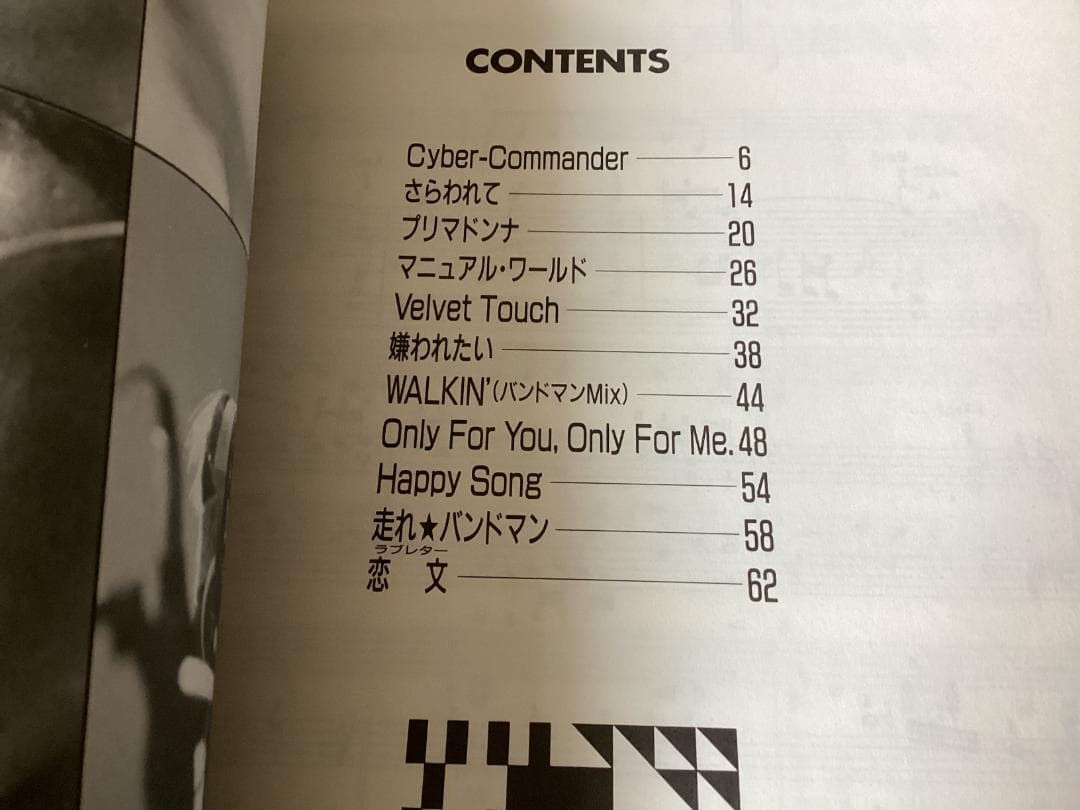 CONTENTS
Cyber-Commander 6
さらわれて 14
プリマドンナ 20
マニュアル・ワールド 26
Velvet Touch 32
嫌われたい 38
WALKIN'(バンドマンMix) 44
Only For You, Only For Me. 48
Happy Song 54
走れ★バンドマン 58
ラブレター
恋文 62